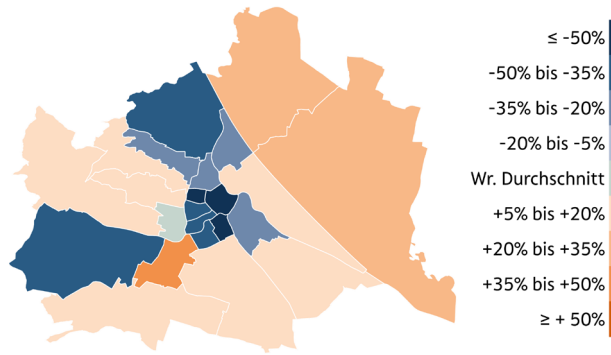 ≤ -50%
-50% bis -35%
-35% bis -20%
-20% bis -5%
Wr. Durchschnitt
+5% bis +20%
+20% bis +35%
+35% bis +50%
≥ + 50%